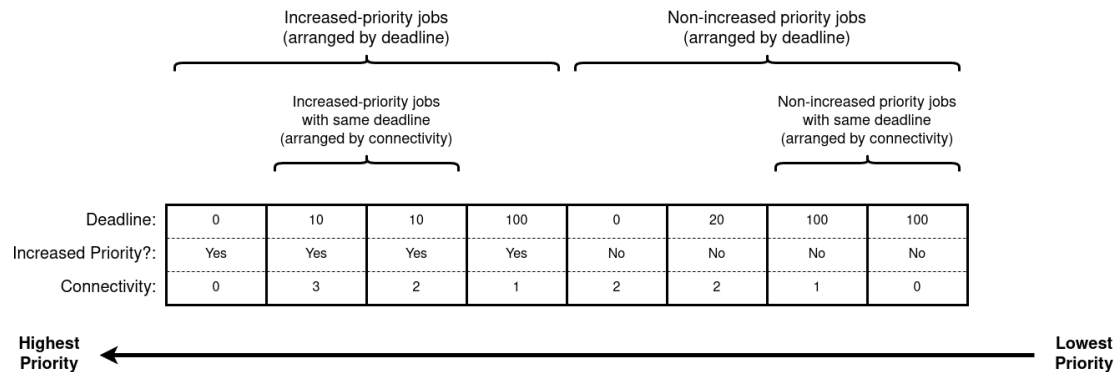 Increased-priority jobs
(arranged by deadline)
Non-increased priority jobs
(arranged by deadline)
Increased-priority jobs
with same deadline
(arranged by connectivity)
Non-increased priority jobs
with same deadline
(arranged by connectivity)
Deadline: 0 10 10 100 0 20 100 100
Increased Priority?: Yes Yes Yes Yes No No No No
Connectivity: 0 3 2 1 2 2 1 0
Highest
Priority
Lowest
Priority